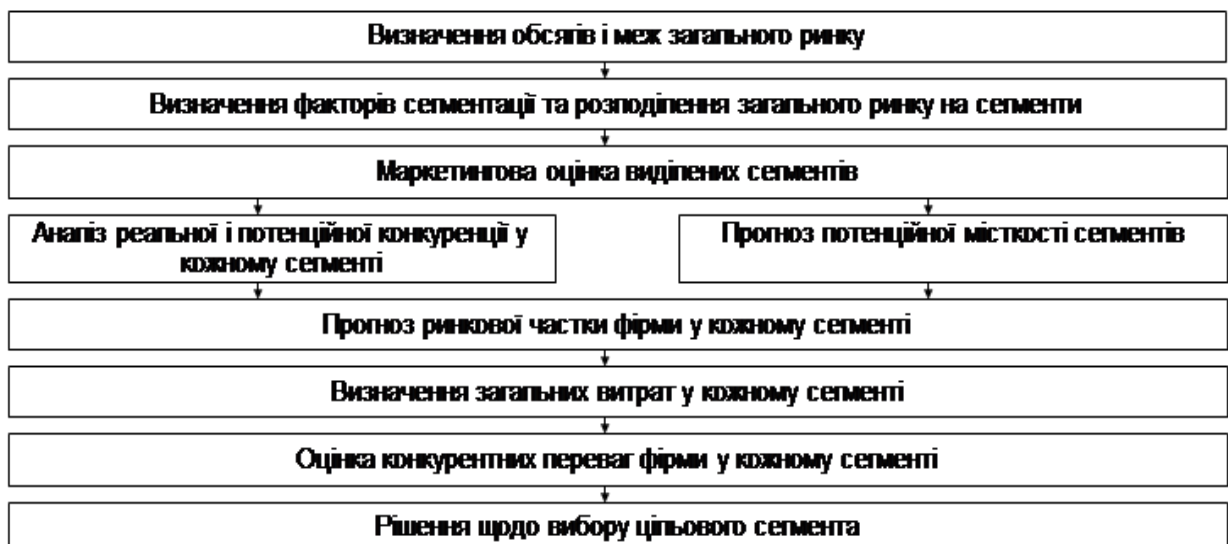 Визначення обсягів і меж загального ринку
Визначення факторів сегментації та розподілення загального ринку на сегменти
Маркетингова оцінка виділених сегментів
Аналіз реальної і потенційної конкуренції у
кожному сегменті
Прогноз потенційної місткості сегментів
Прогноз ринкової частки фірми у кожному сегменті
Визначення загальних витрат у кожному сегменті
Оцінка конкурентних переваг фірми у кожному сегменті
Рішення щодо вибору цільового сегмента